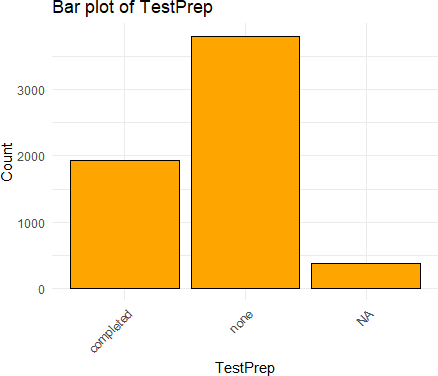 Bar plot of TestPrep
Count
3000
2000
1000
0
completed
none
NA
TestPrep